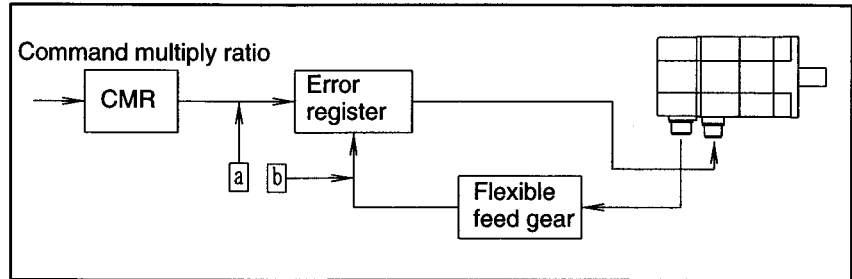 Command multiply ratio
CMR
Error
register
a
b
Flexible
feed gear